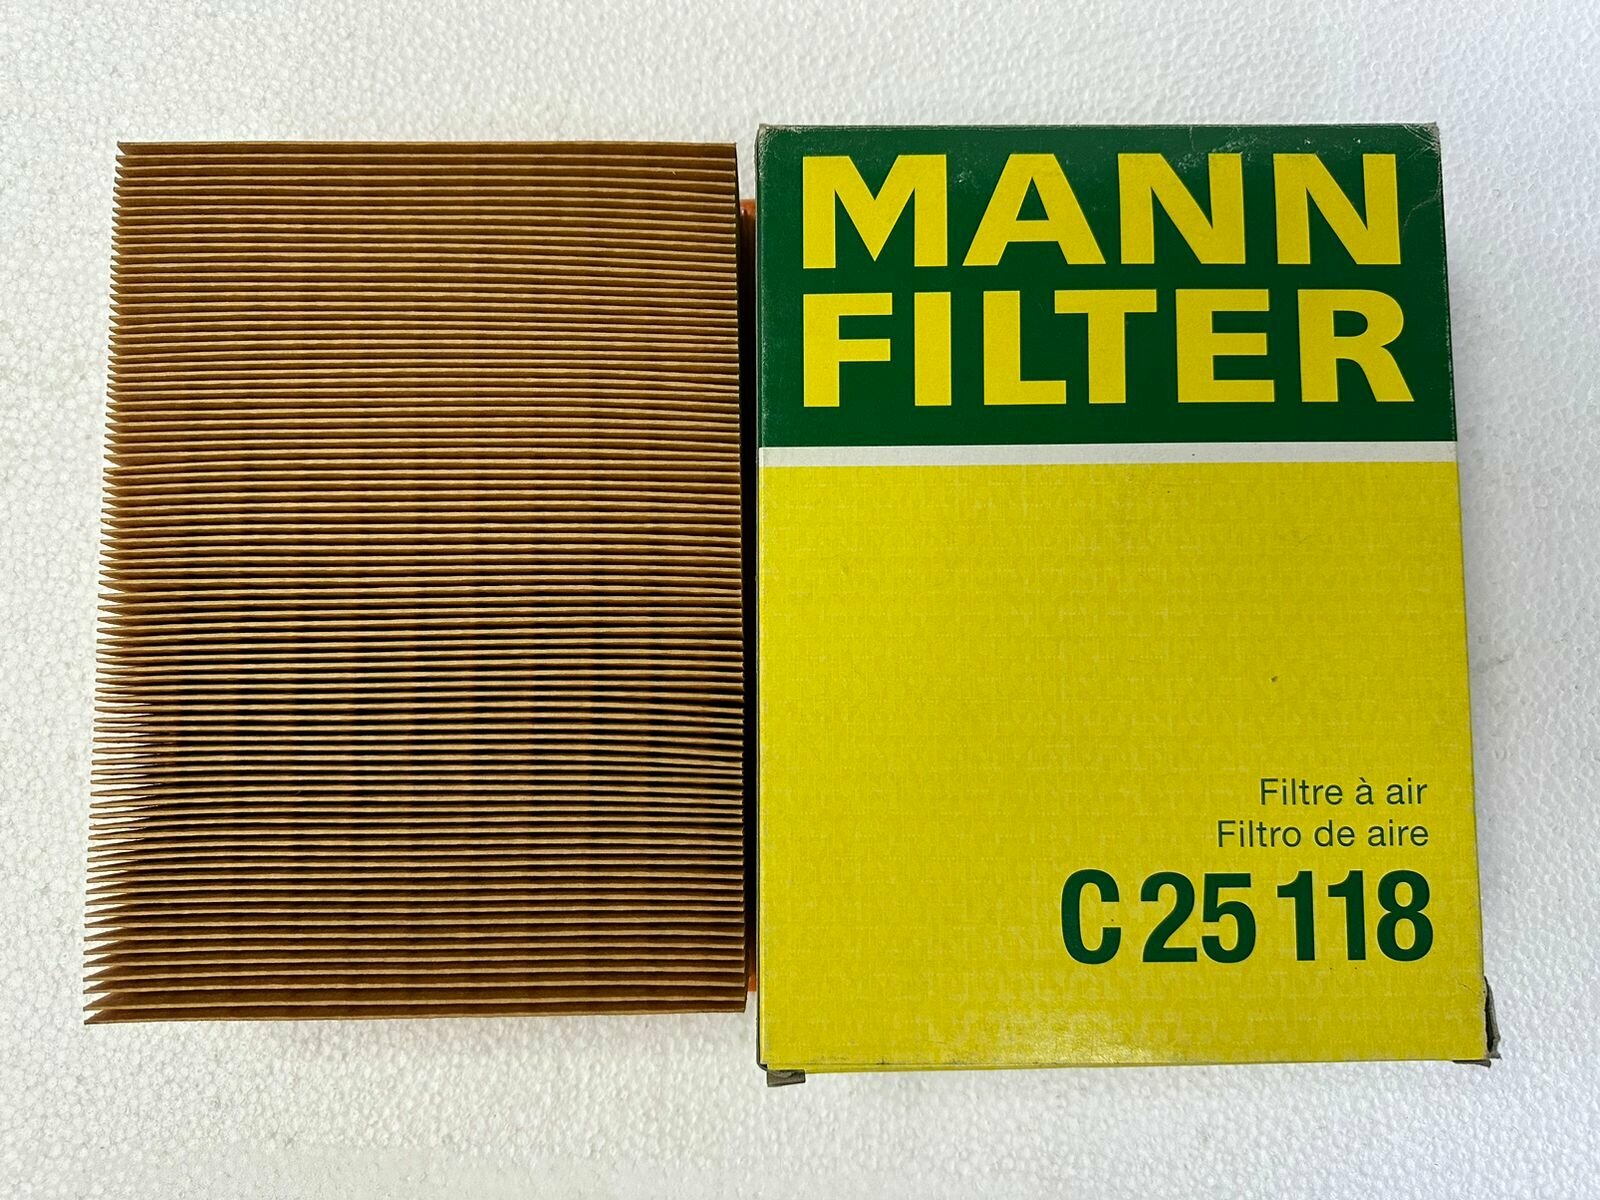 MANN
FILTER
Filtre à air
Filtro de aire
C 25 118